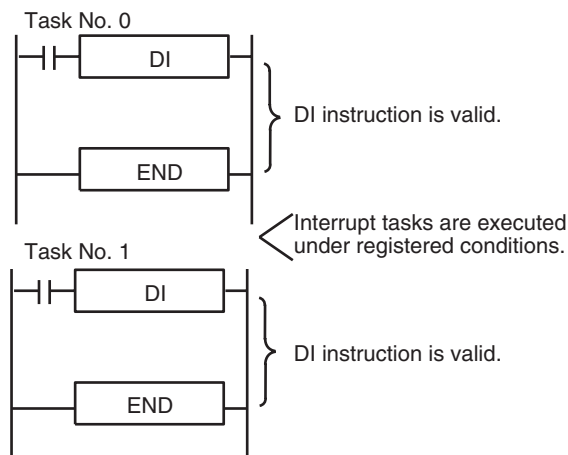 Task No. 0
DI
DI instruction is valid.
END
Interrupt tasks are executed
under registered conditions.
Task No. 1
DI
DI instruction is valid.
END